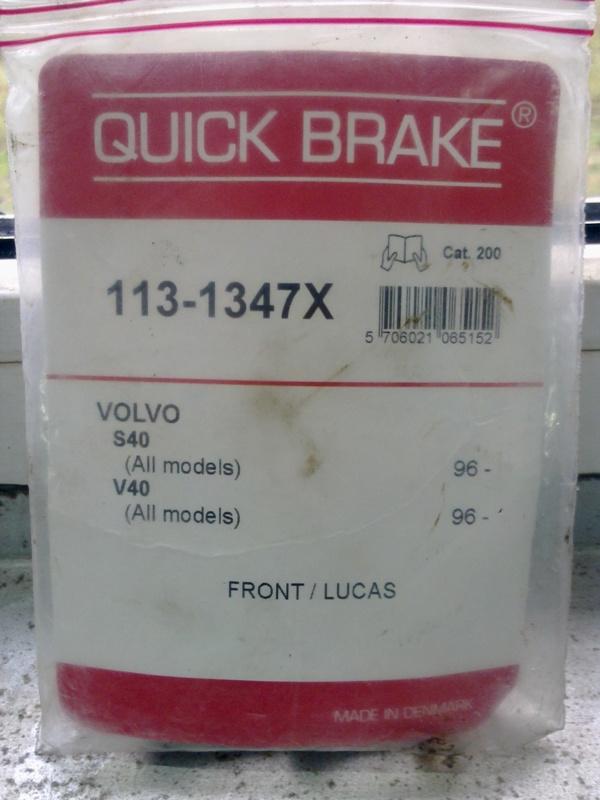 QUICK BRAKE®
Cat. 200
113-1347X
5 706021 065152
VOLVO
S40
(All models) 96 -
V40
(All models) 96 -
FRONT / LUCAS
MADE IN DENMARK